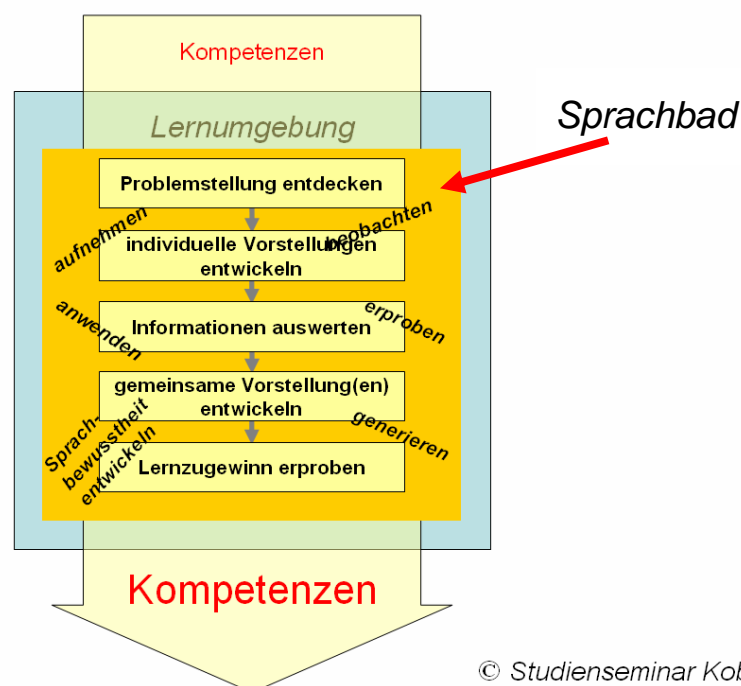 Kompetenzen
Lernumgebung
Sprachbad
Problemstellung entdecken
aufnehmen
beobachten
individuelle Vorstellungen
entwickeln
anwenden
erproben
Informationen auswerten
gemeinsame Vorstellung(en)
entwickeln
Sprach-
bewusstheit
entwickeln
generieren
Lernzugewinn erproben
Kompetenzen
© Studienseminar